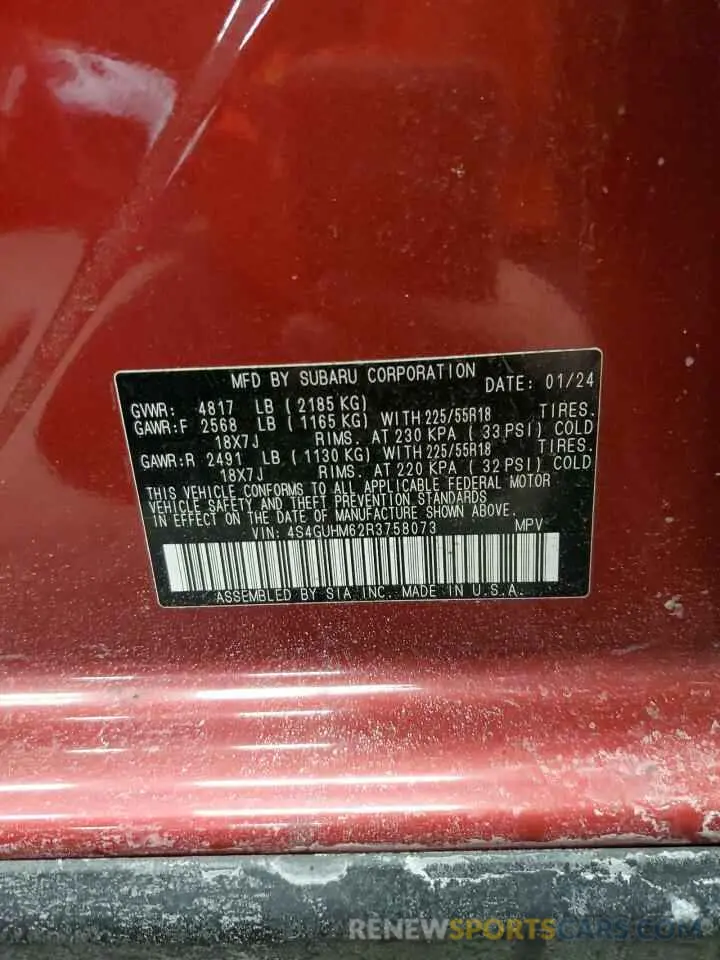 MFD BY SUBARU CORPORATION DATE: 01/24
GVWR: 4817 LB ( 2185 KG)
GAWR:F 2568 LB ( 1165 KG) WITH 225/55R18 TIRES.
18X7J RIMS. AT 230 KPA ( 33 PSI) COLD
GAWR:R 2491 LB ( 1130 KG) WITH 225/55R18 TIRES.
18X7J RIMS. AT 220 KPA ( 32 PSI) COLD
THIS VEHICLE CONFORMS TO ALL APPLICABLE FEDERAL MOTOR
VEHICLE SAFETY AND THEFT PREVENTION STANDARDS
IN EFFECT ON THE DATE OF MANUFACTURE SHOWN ABOVE.
VIN: 4S4GUHM62R3758073 MPV
ASSEMBLED BY SIA INC. MADE IN U.S.A.
RENEWSPORTSCARS.COM